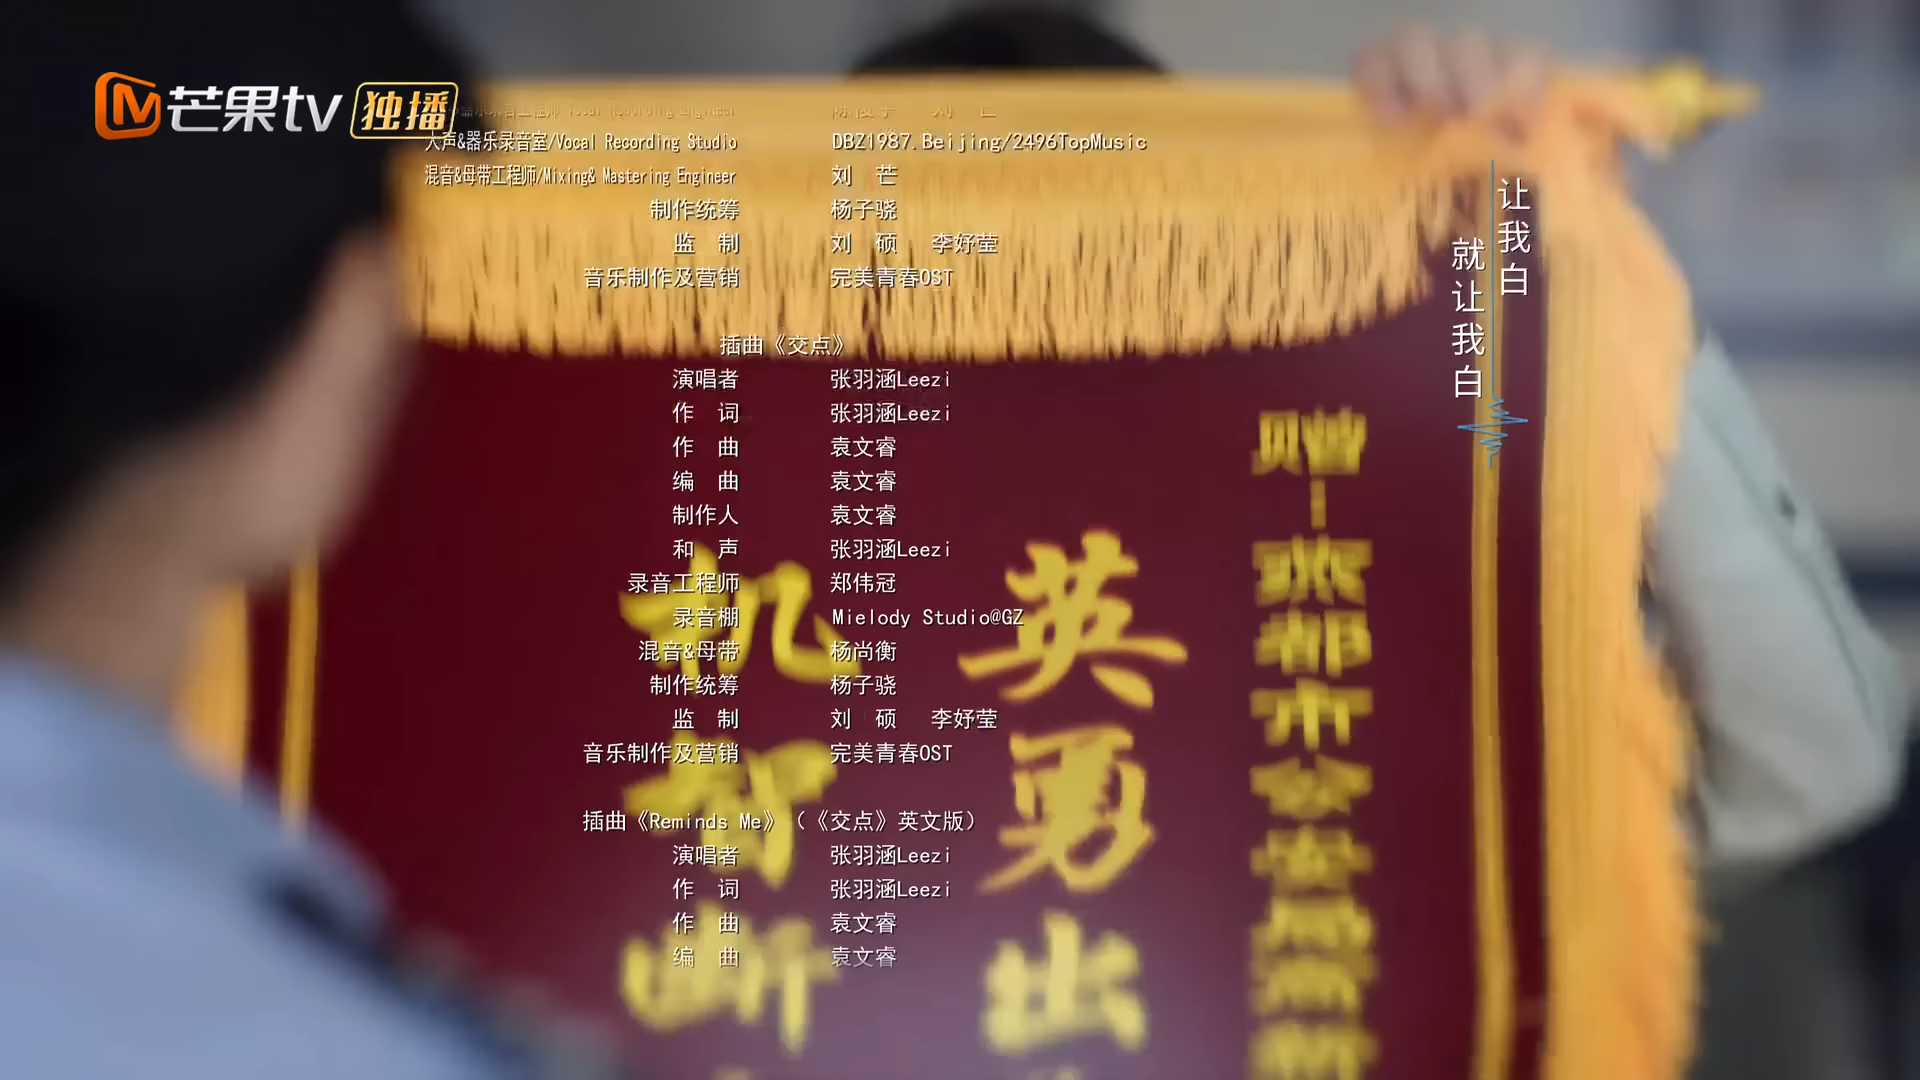 芒果tv 独播
人声&器乐录音室/Vocal Recording Studio DBZ1987.Beijing/2496TopMusic
混音&母带工程师/Mixing& Mastering Engineer 刘 芒
制作统筹 杨子骁
监 制 刘 硕 李妤莹
音乐制作及营销 完美青春OST
插曲《交点》
演唱者 张羽涵Leezi
作 词 张羽涵Leezi
作 曲 袁文睿
编 曲 袁文睿
制作人 袁文睿
和 声 张羽涵Leezi
录音工程师 郑伟冠
录音棚 Mielody Studio@GZ
混音&母带 杨尚衡
制作统筹 杨子骁
监 制 刘 硕 李妤莹
音乐制作及营销 完美青春OST
插曲《Reminds Me》(《交点》英文版)
演唱者 张羽涵Leezi
作 词 张羽涵Leezi
作 曲 袁文睿
编 曲 袁文睿
让我白
就让我白
英勇出
机智断